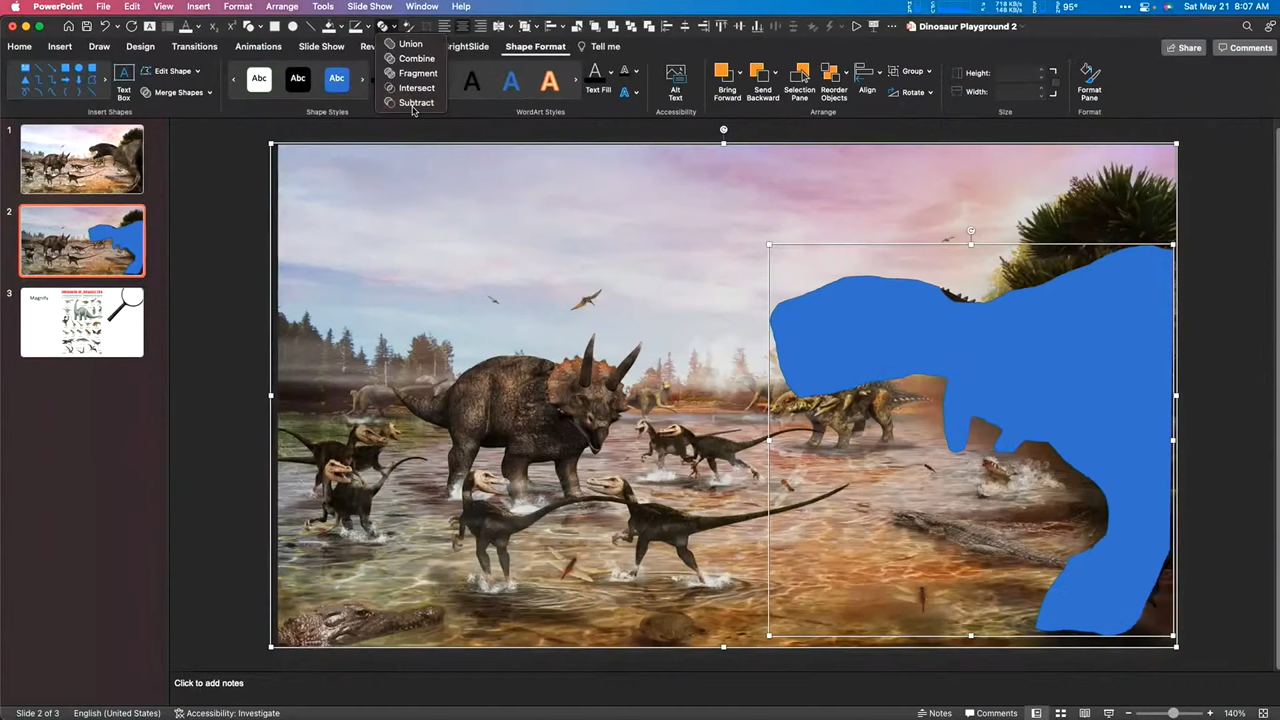 PowerPoint File Edit View Insert Format Arrange Tools Slide Show Window Help 718 KB/s 148 KB/s 95° Sat May 21 8:07 AM
Dinosaur Playground 2
Home Insert Draw Design Transitions Animations Slide Show Shape Format Tell me Share Comments
Union
Combine
Fragment
Intersect
Subtract
Edit Shape
Merge Shapes
Text Box
Abc Abc Abc
Text Fill
Alt Text
Bring Forward
Send Backward
Selection Pane
Reorder Objects
Align
Group
Rotate
Height:
Width:
Format Pane
Insert Shapes Shape Styles WordArt Styles Accessibility Arrange Size Format
1
2
3
Magnify
Click to add notes
Slide 2 of 3 English (United States) Accessibility: Investigate Notes Comments 140%